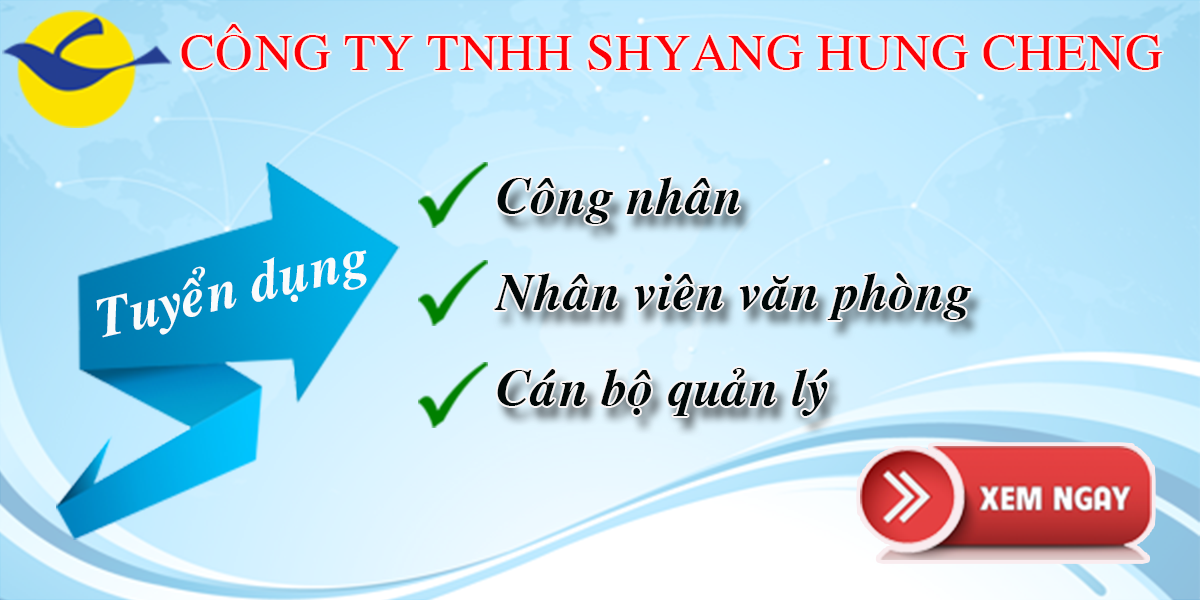 CÔNG TY TNHH SHYANG HUNG CHENG
Tuyển dụng
Công nhân
Nhân viên văn phòng
Cán bộ quản lý
XEM NGAY